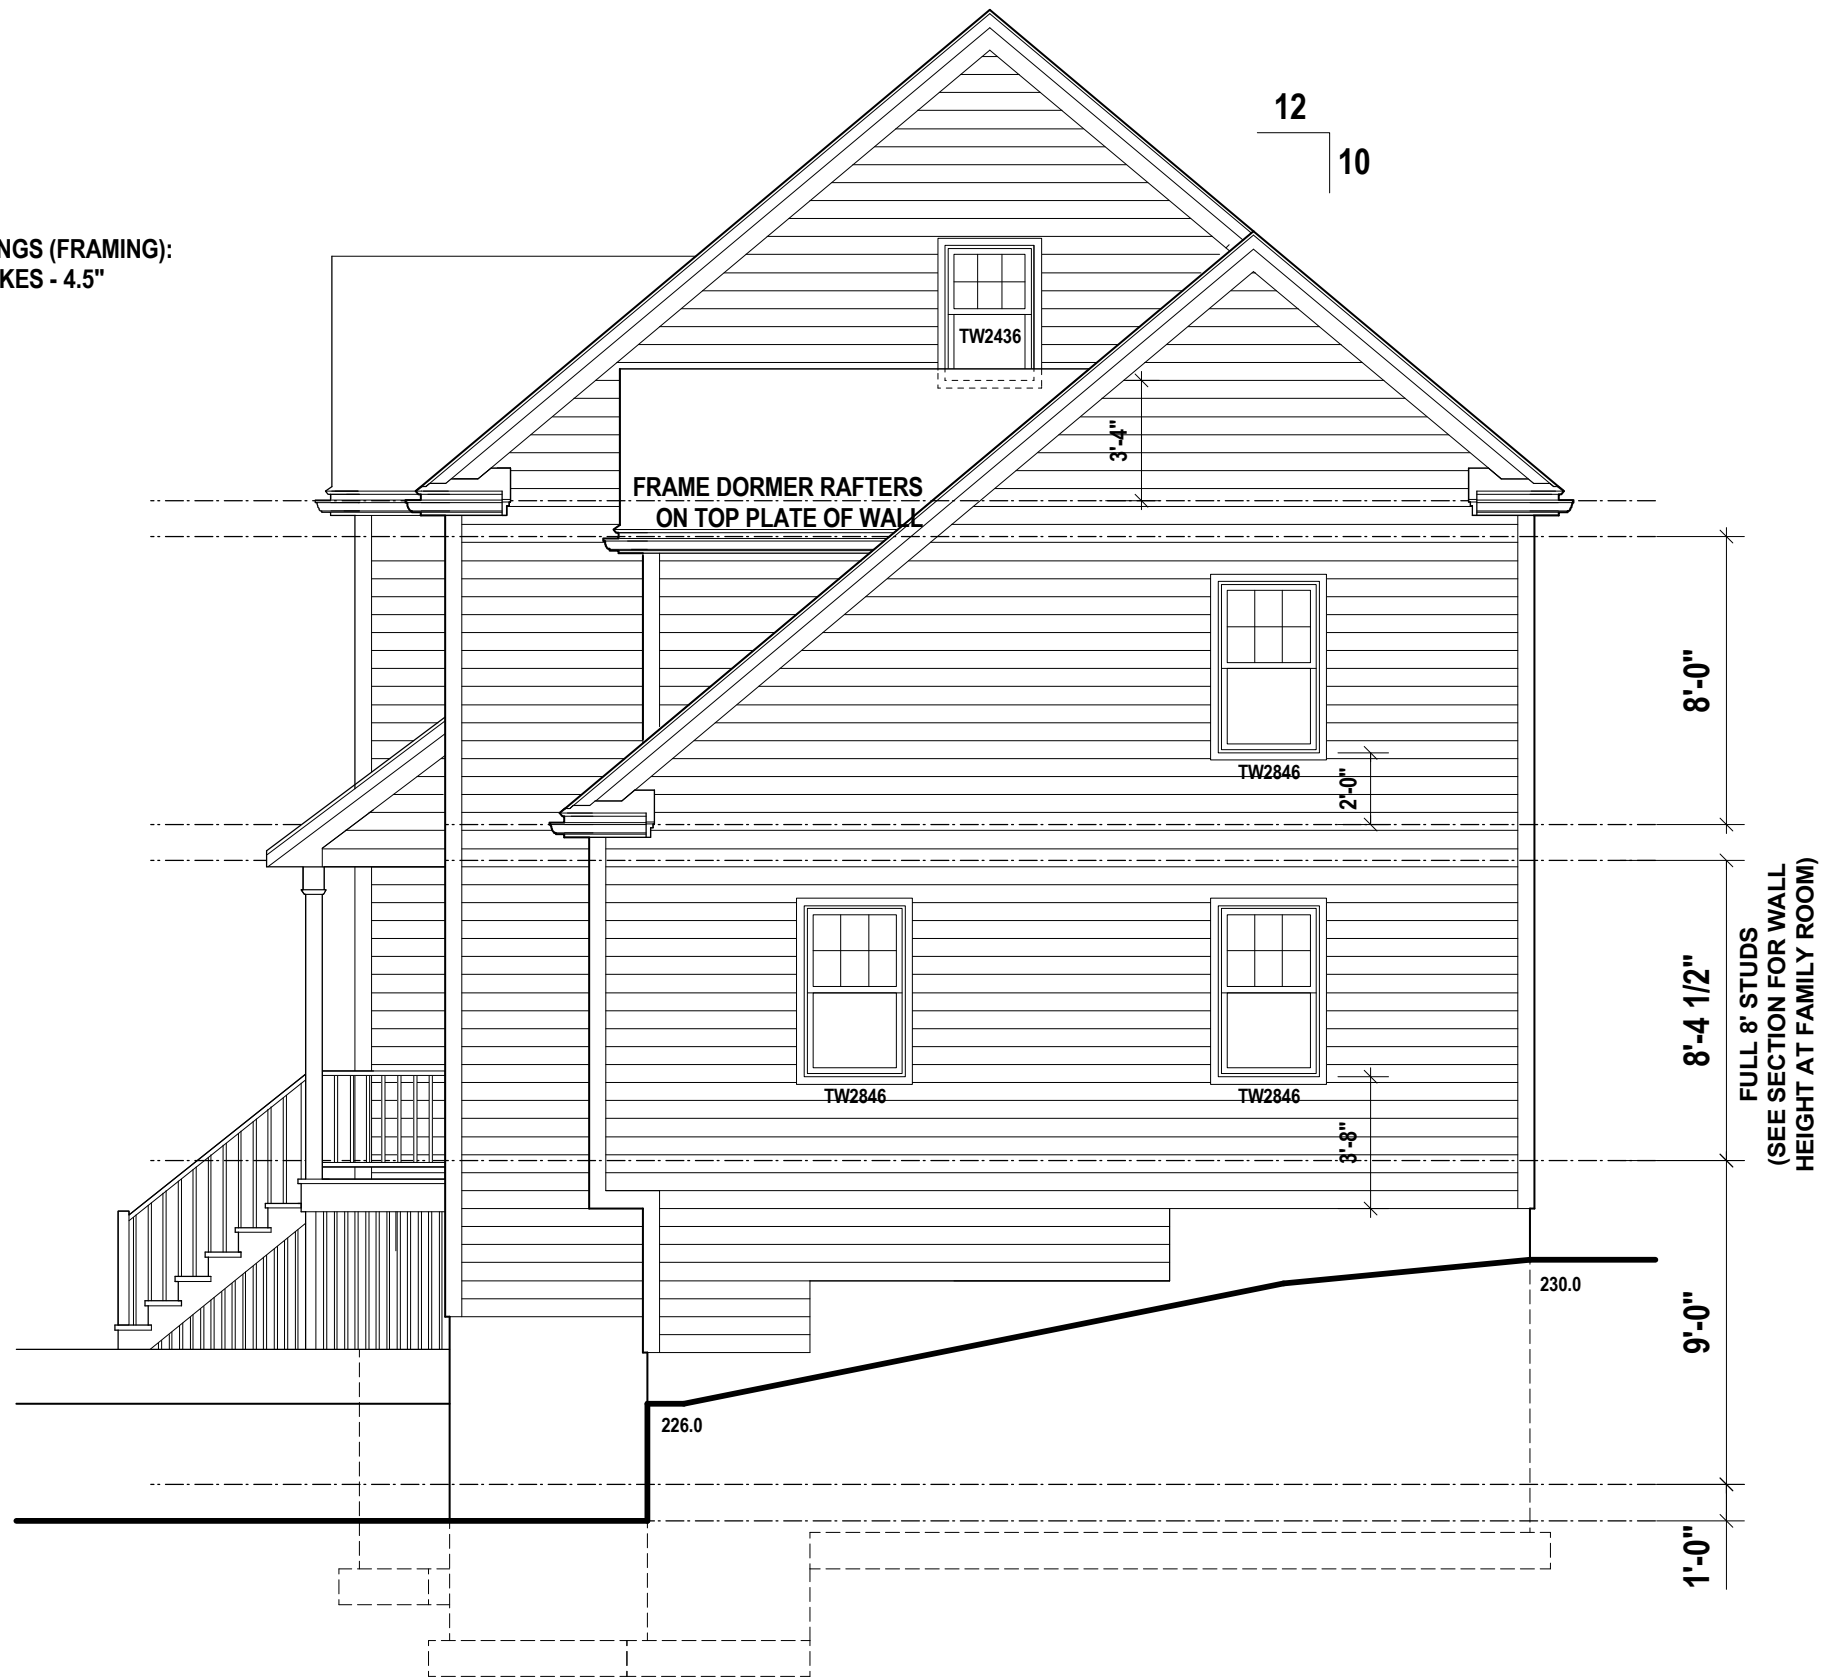 12
10
NGS (FRAMING):
KES - 4.5"
TW2436
3'-4"
FRAME DORMER RAFTERS
ON TOP PLATE OF WALL
8'-0"
TW2846
2'-0"
8'-4 1/2"
FULL 8' STUDS
(SEE SECTION FOR WALL
HEIGHT AT FAMILY ROOM)
TW2846
TW2846
3'-8"
230.0
9'-0"
226.0
1'-0"